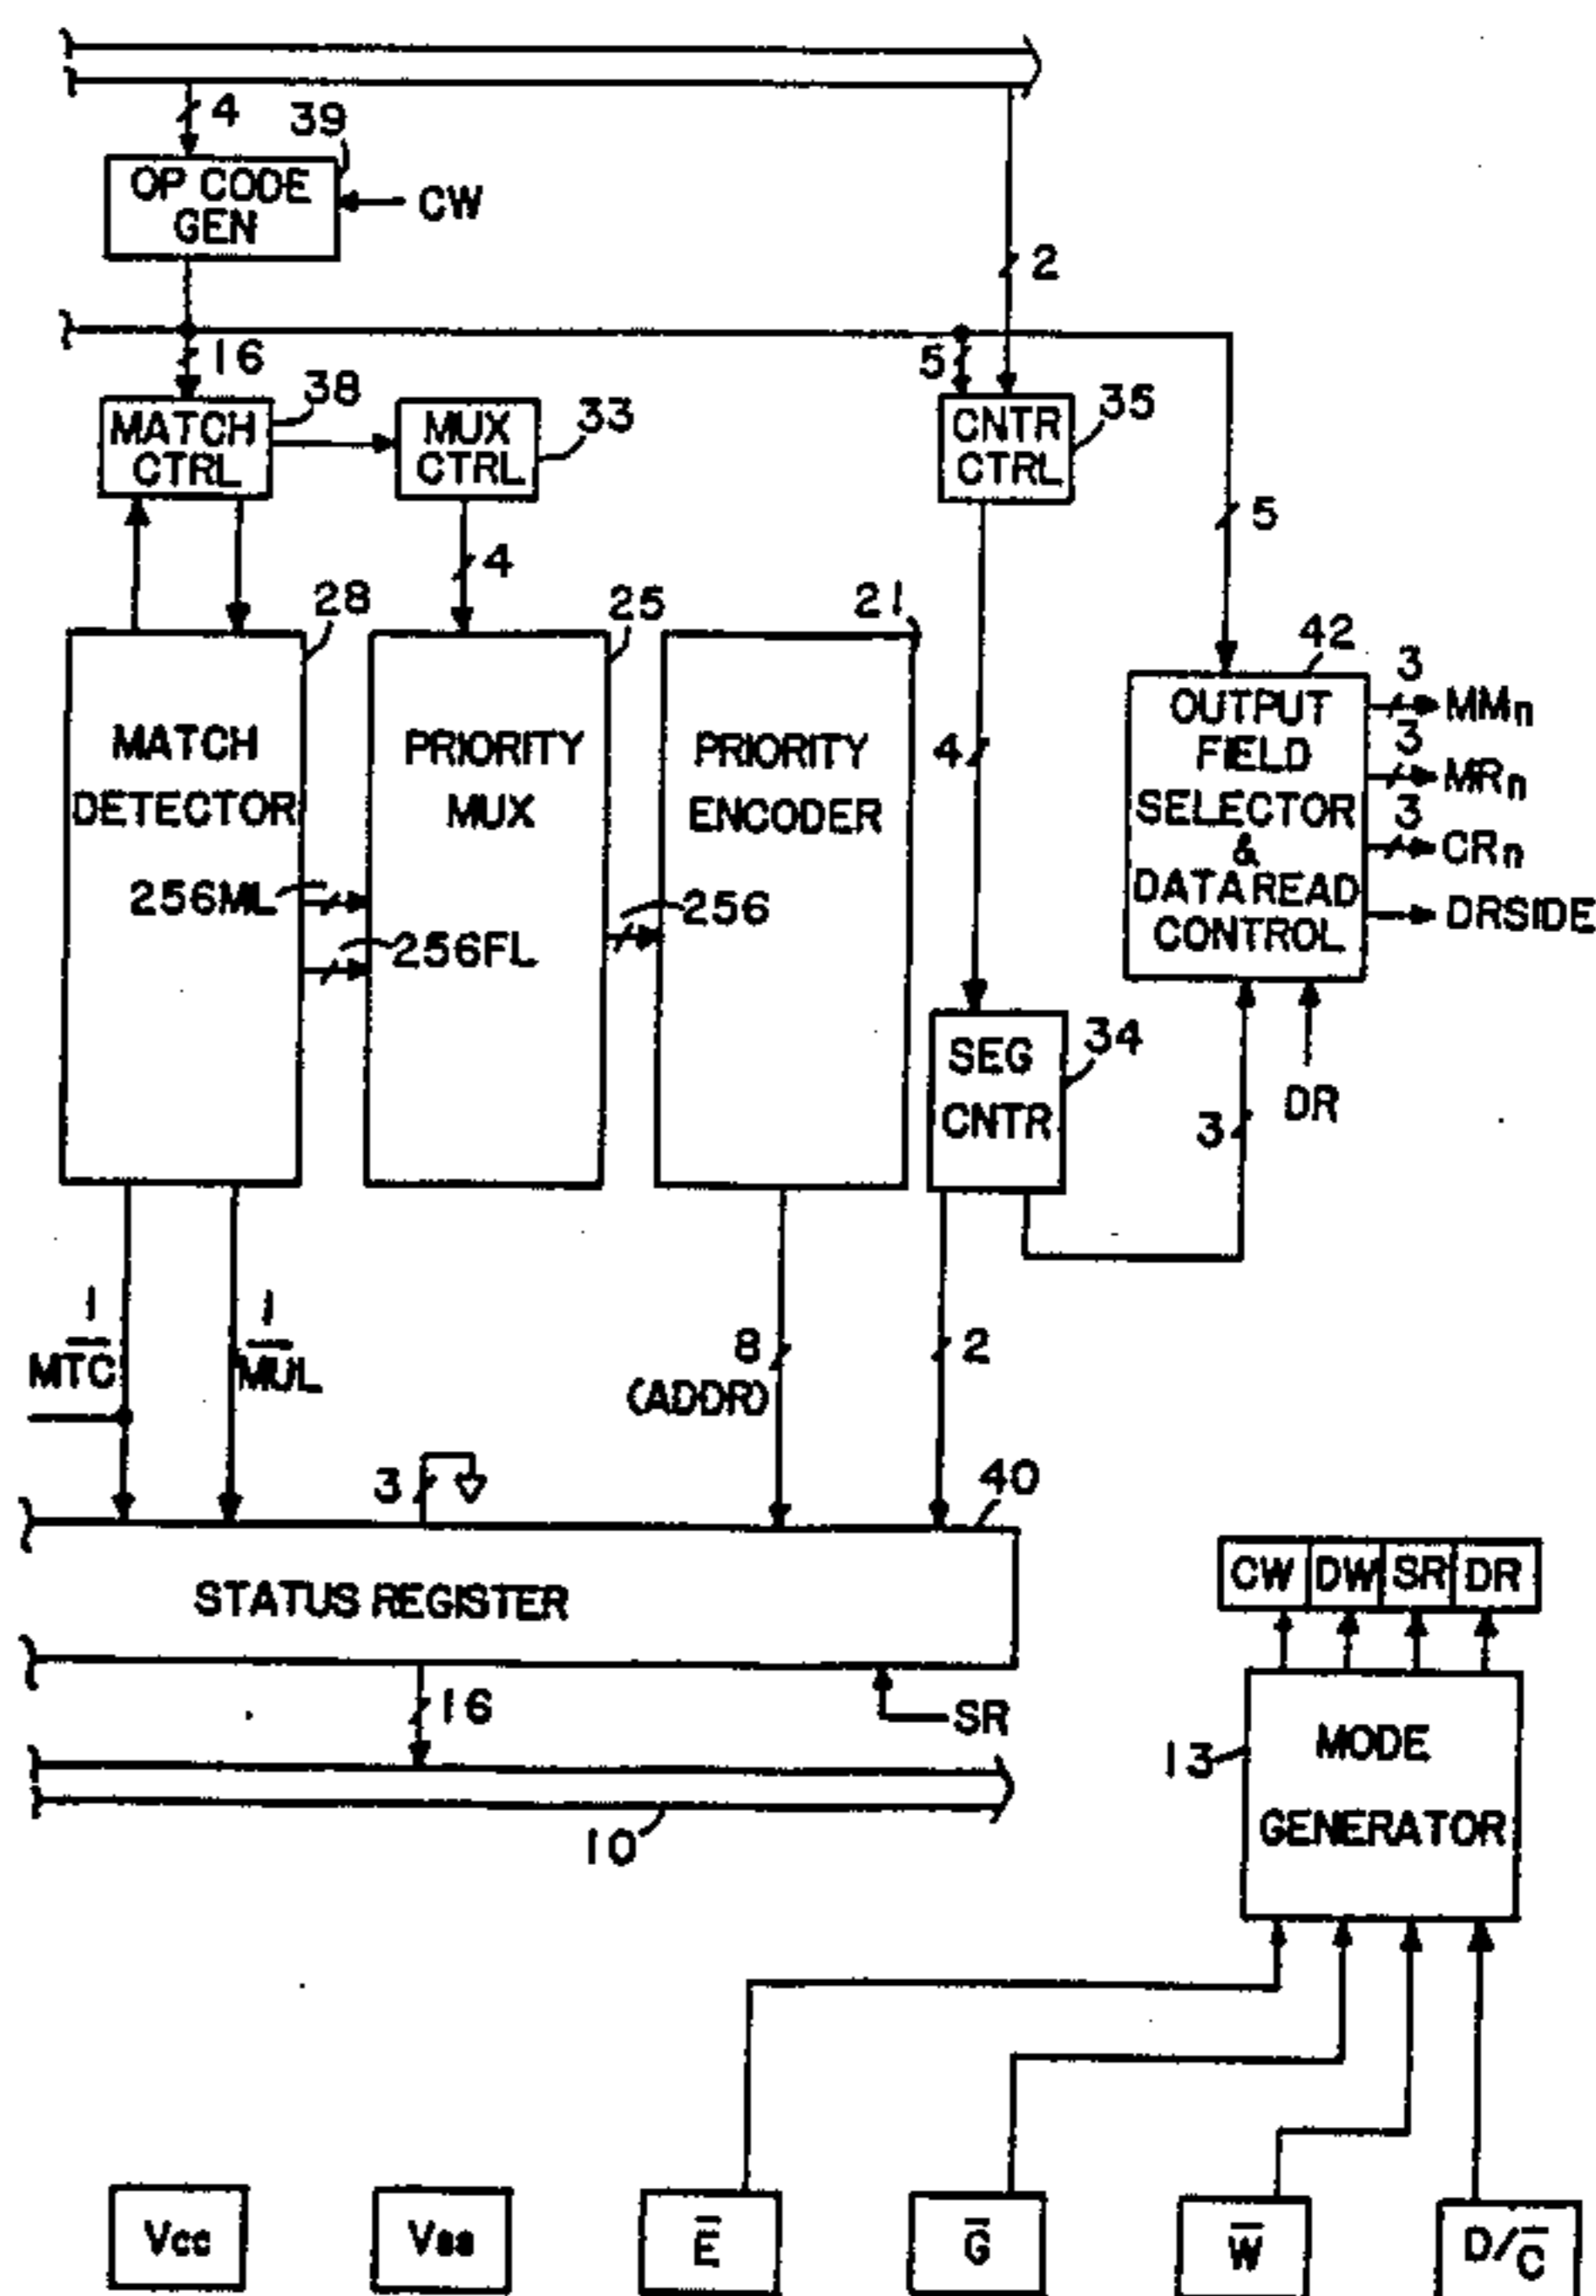 4
39
OP CODE
GEN
CW
2
16
5
38
MATCH
CTRL
MUX
CTRL
33
CNTR
CTRL
35
5
4
28
25
21
42
MATCH
DETECTOR
PRIORITY
MUX
PRIORITY
ENCODER
4
OUTPUT
FIELD
SELECTOR
&
DATA READ
CONTROL
3
MMn
3
MRn
3
CRn
DRSIDE
256ML
256FL
256
SEG
CNTR
34
3
DR
1
M̅T̅C̅
1
M̅U̅L̅
8
(ADDR)
2
3
40
STATUS REGISTER
CW DW SR DR
16
SR
13
MODE
GENERATOR
10
Vcc
Vss
E̅
G̅
W̅
D/C̅